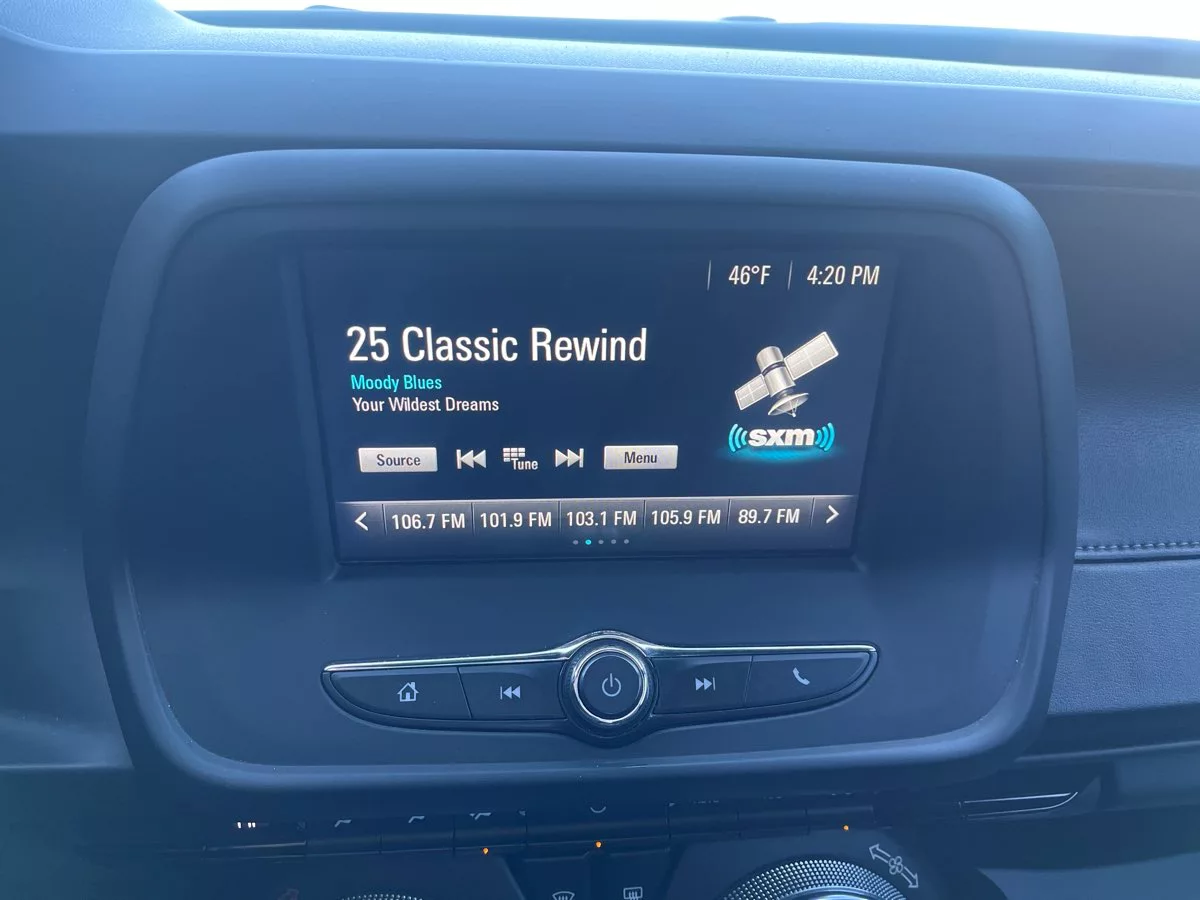 46°F 4:20 PM
25 Classic Rewind
Moody Blues
Your Wildest Dreams
sxm
Source Tune Menu
106.7 FM 101.9 FM 103.1 FM 105.9 FM 89.7 FM